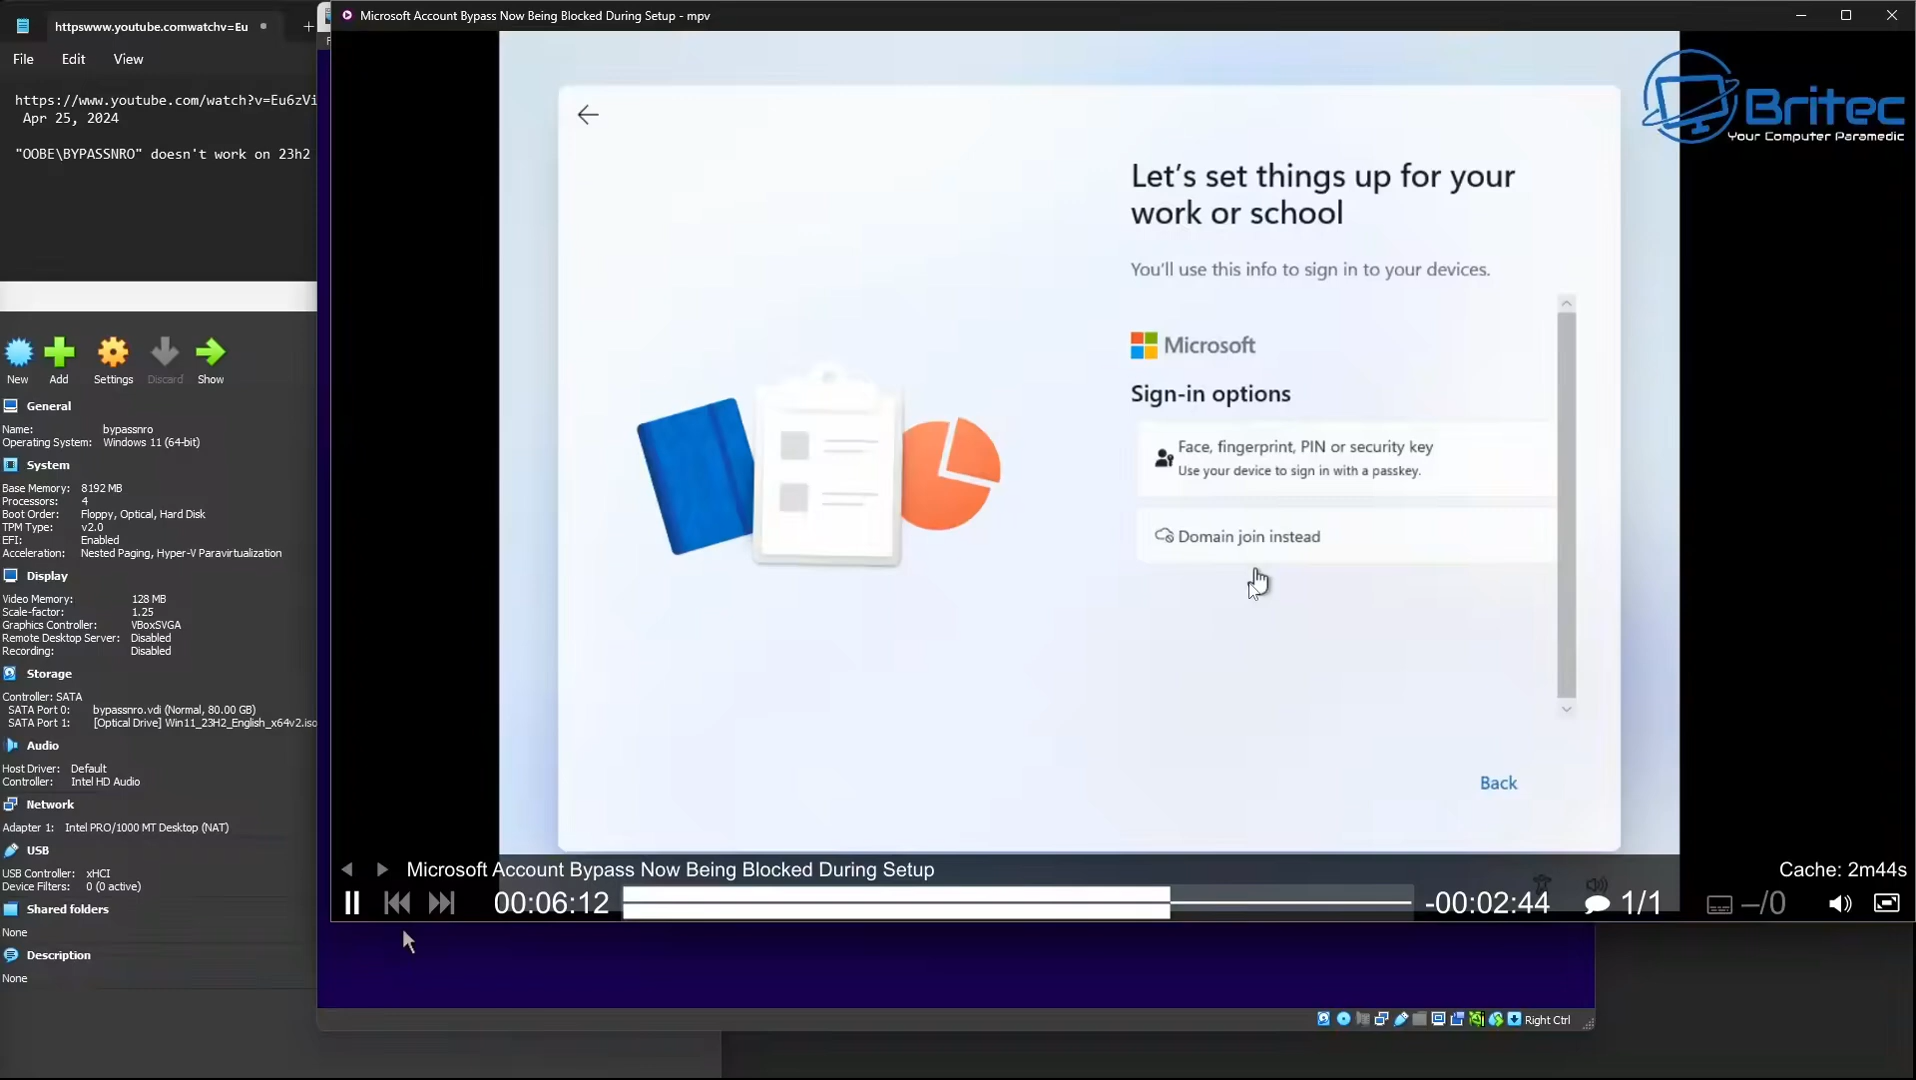 httpswww.youtube.comwatchv=Eu
File Edit View
https://www.youtube.com/watch?v=Eu6zVi
Apr 25, 2024
"OOBE\BYPASSNRO" doesn't work on 23h2
New Add Settings Discard Show
General
Name: bypassnro
Operating System: Windows 11 (64-bit)
System
Base Memory: 8192 MB
Processors: 4
Boot Order: Floppy, Optical, Hard Disk
TPM Type: v2.0
EFI: Enabled
Acceleration: Nested Paging, Hyper-V Paravirtualization
Display
Video Memory: 128 MB
Scale-factor: 1.25
Graphics Controller: VBoxSVGA
Remote Desktop Server: Disabled
Recording: Disabled
Storage
Controller: SATA
SATA Port 0: bypassnro.vdi (Normal, 80.00 GB)
SATA Port 1: [Optical Drive] Win11_23H2_English_x64v2.iso
Audio
Host Driver: Default
Controller: Intel HD Audio
Network
Adapter 1: Intel PRO/1000 MT Desktop (NAT)
USB
USB Controller: xHCI
Device Filters: 0 (0 active)
Shared folders
None
Description
None
Microsoft Account Bypass Now Being Blocked During Setup - mpv
Britec
Your Computer Paramedic
Let's set things up for your
work or school
You'll use this info to sign in to your devices.
Microsoft
Sign-in options
Face, fingerprint, PIN or security key
Use your device to sign in with a passkey.
Domain join instead
Back
Microsoft Account Bypass Now Being Blocked During Setup
Cache: 2m44s
00:06:12
-00:02:44
1/1
–/0
Right Ctrl